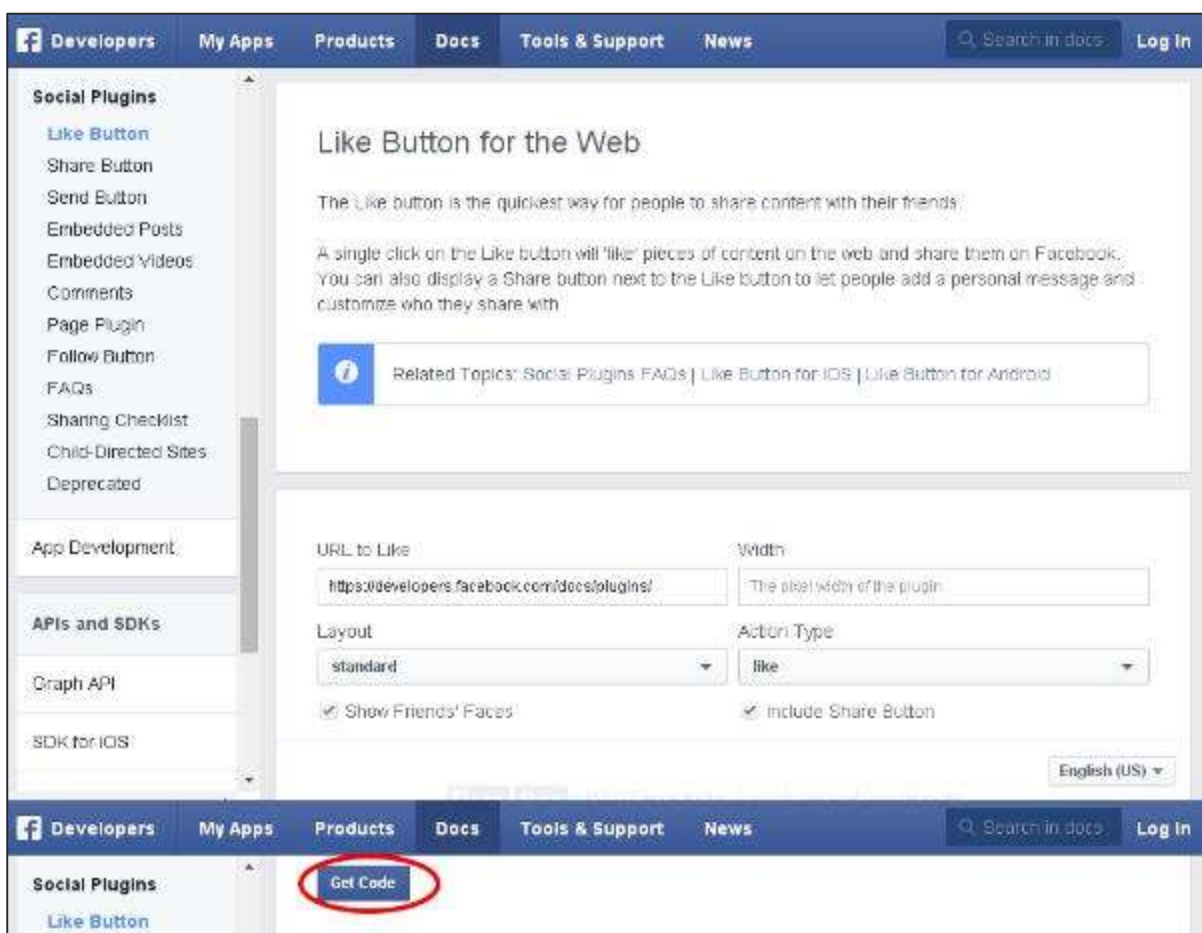 Developers My Apps Products Docs Tools & Support News Search in docs Log In
Social Plugins
Like Button
Share Button
Send Button
Embedded Posts
Embedded Videos
Comments
Page Plugin
Follow Button
FAQs
Sharing Checklist
Child-Directed Sites
Deprecated
App Development
APIs and SDKs
Graph API
SDK for iOS
Like Button for the Web
The Like button is the quickest way for people to share content with their friends.
A single click on the Like button will 'like' pieces of content on the web and share them on Facebook.
You can also display a Share button next to the Like button to let people add a personal message and
customize who they share with
Related Topics: Social Plugins FAQs | Like Button for iOS | Like Button for Android
URL to Like Width
https://developers.facebook.com/docs/plugins/ The pixel width of the plugin
Layout Action Type
standard like
Show Friends' Faces Include Share Button
English (US)
Developers My Apps Products Docs Tools & Support News Search in docs Log In
Social Plugins
Like Button
Get Code